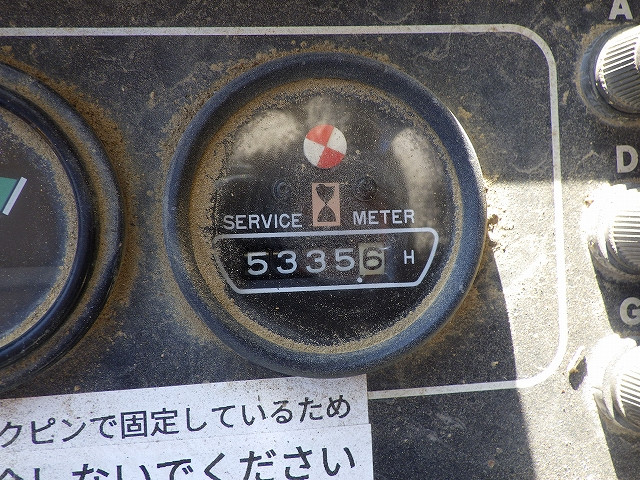 A
D
G
SERVICE METER
53356 H
クピンで固定しているため
しないでください